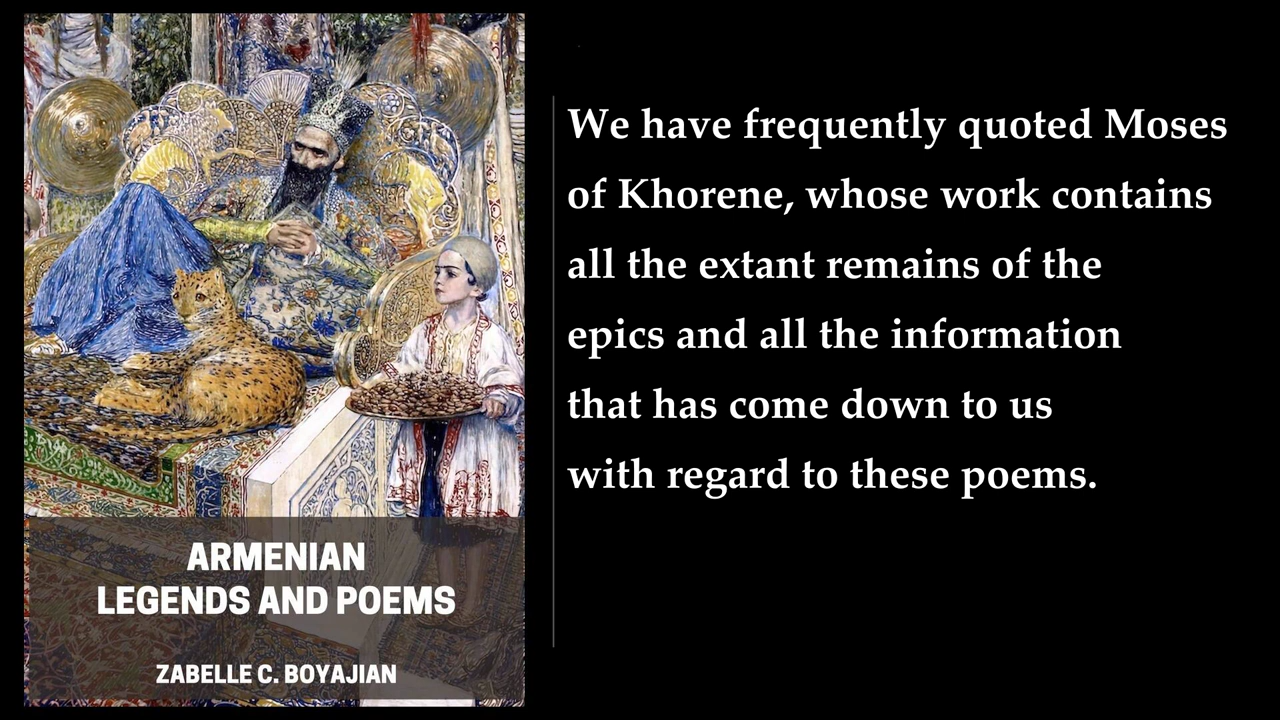 We have frequently quoted Moses
of Khorene, whose work contains
all the extant remains of the
epics and all the information
that has come down to us
with regard to these poems.
ARMENIAN
LEGENDS AND POEMS
ZABELLE C. BOYAJIAN